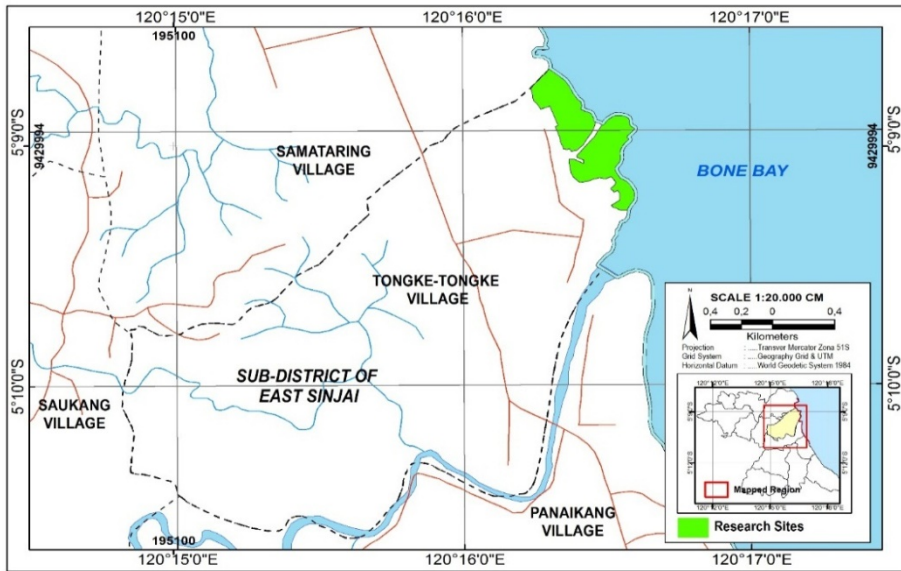 120°15'0"E
120°16'0"E
120°17'0"E
195100
5°9'0"S
9429994
5°9'0"S
9429994
SAMATARING
VILLAGE
BONE BAY
TONGKE-TONGKE
VILLAGE
SUB-DISTRICT OF
EAST SINJAI
SAUKANG
VILLAGE
5°10'0"S
5°10'0"S
PANAIKANG
VILLAGE
195100
120°15'0"E
120°16'0"E
120°17'0"E
N
SCALE 1:20.000 CM
0,4 0,2 0 0,4
Kilometers
Projection : ..... Transver Mercator Zona 51S
Grid System : ..... Geography Grid & UTM
Horizontal Datum : ..... World Geodetic System 1984
Mapped Region
Research Sites